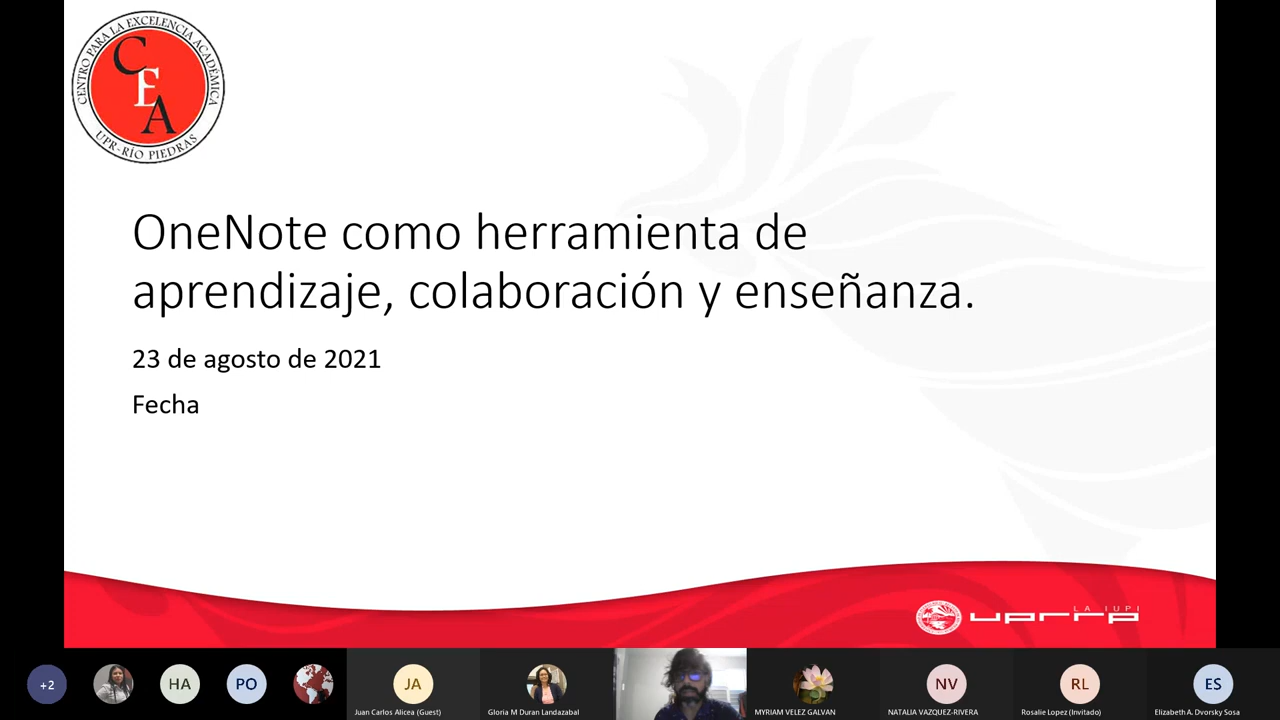 CENTRO PARA LA EXCELENCIA ACADÉMICA
CEA
UPR-RÍO PIEDRAS
OneNote como herramienta de
aprendizaje, colaboración y enseñanza.
23 de agosto de 2021
Fecha
LA IUPI
uprrp
+2
HA
PO
JA
NV
RL
ES
Juan Carlos Alicea (Guest)
Gloria M Duran Landazabal
MYRIAM VELEZ GALVAN
NATALIA VAZQUEZ-RIVERA
Rosalie Lopez (Invitado)
Elizabeth A. Dvorsky Sosa